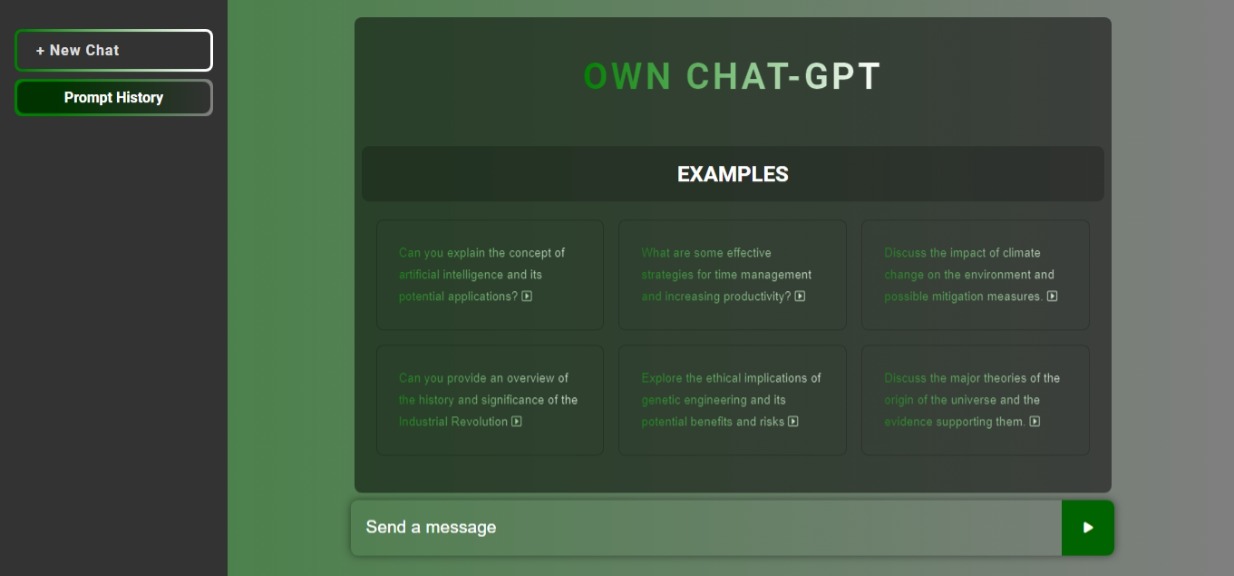 + New Chat
Prompt History
OWN CHAT-GPT
EXAMPLES
Can you explain the concept of
artificial intelligence and its
potential applications?
What are some effective
strategies for time management
and increasing productivity?
Discuss the impact of climate
change on the environment and
possible mitigation measures.
Can you provide an overview of
the history and significance of the
Industrial Revolution
Explore the ethical implications of
genetic engineering and its
potential benefits and risks
Discuss the major theories of the
origin of the universe and the
evidence supporting them.
Send a message